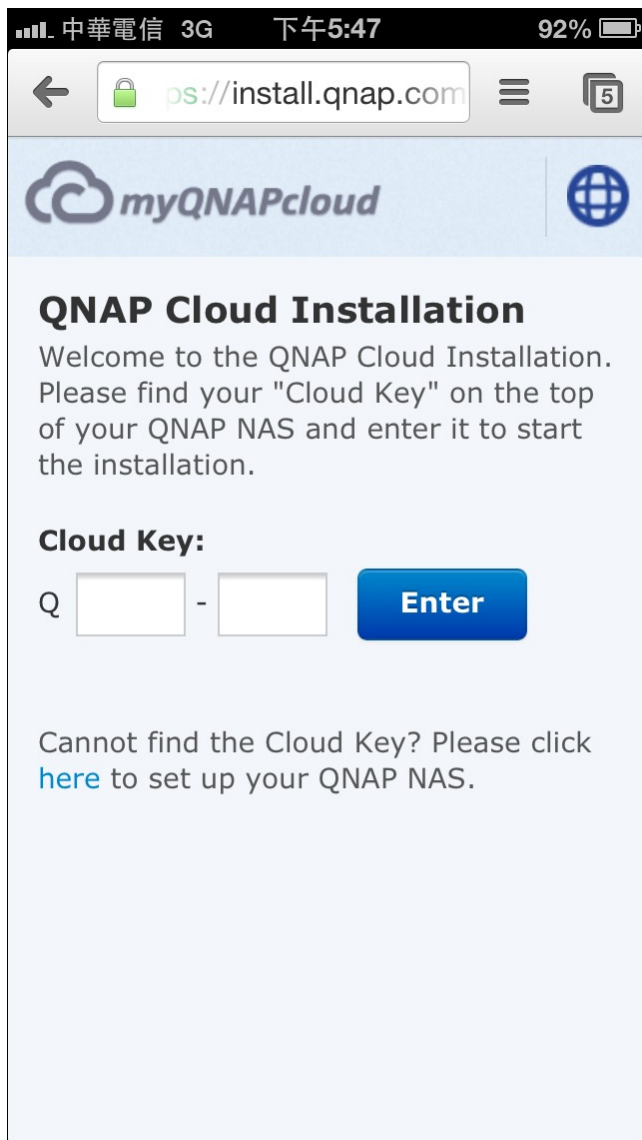 中華電信 3G 下午5:47 92%
ps://install.qnap.com
5
myQNAPcloud
QNAP Cloud Installation
Welcome to the QNAP Cloud Installation.
Please find your "Cloud Key" on the top
of your QNAP NAS and enter it to start
the installation.
Cloud Key:
Q - Enter
Cannot find the Cloud Key? Please click
here to set up your QNAP NAS.